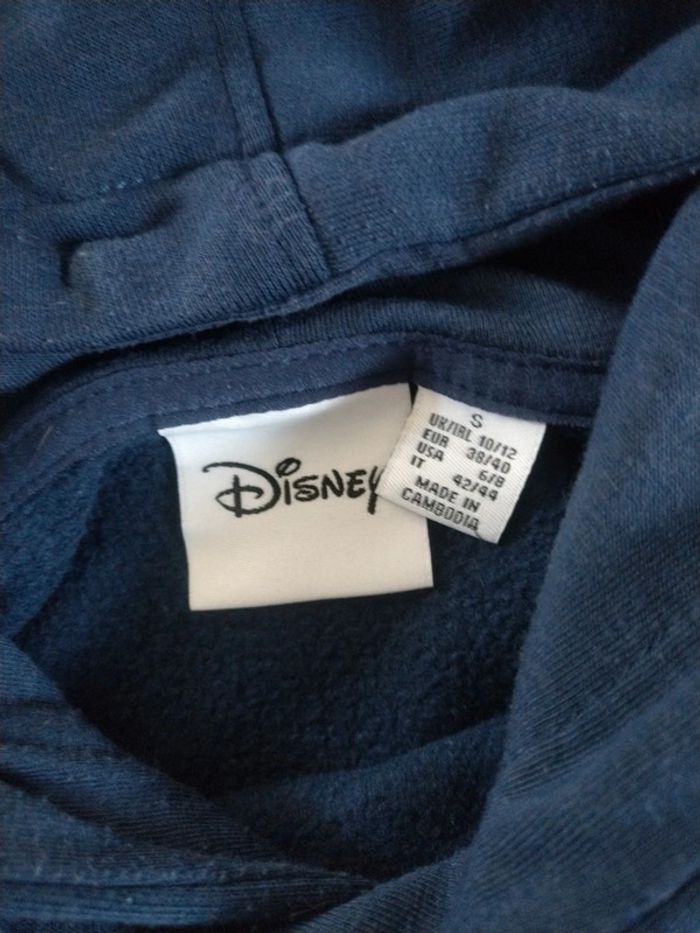 Disney
S
UK/IRL 10/12
EUR 38/40
USA 6/8
IT 42/44
MADE IN
CAMBODIA